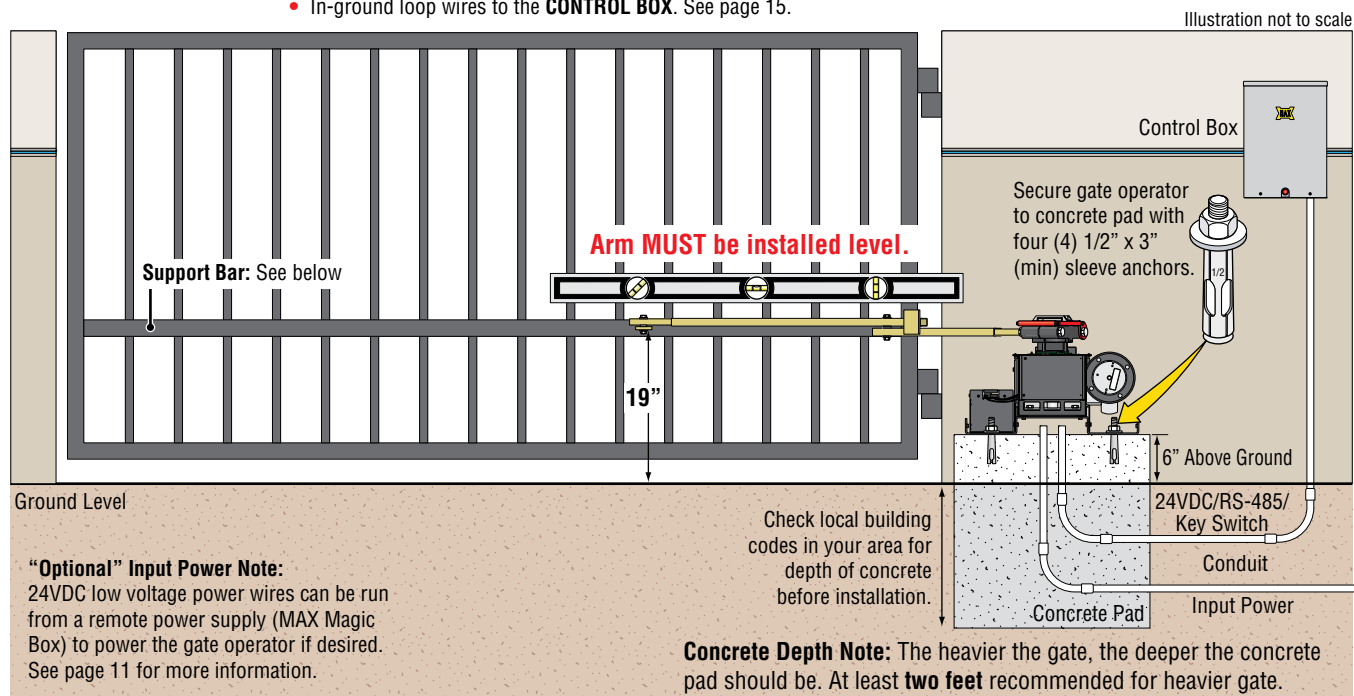 • In-ground loop wires to the CONTROL BOX. See page 15.
Illustration not to scale
Control Box
MAX
Secure gate operator
to concrete pad with
four (4) 1/2” x 3”
(min) sleeve anchors.
1/2
Arm MUST be installed level.
Support Bar: See below
19”
6” Above Ground
Ground Level
24VDC/RS-485/
Key Switch
Conduit
Input Power
Check local building
codes in your area for
depth of concrete
before installation.
Concrete Pad
“Optional” Input Power Note:
24VDC low voltage power wires can be run
from a remote power supply (MAX Magic
Box) to power the gate operator if desired.
See page 11 for more information.
Concrete Depth Note: The heavier the gate, the deeper the concrete
pad should be. At least two feet recommended for heavier gate.